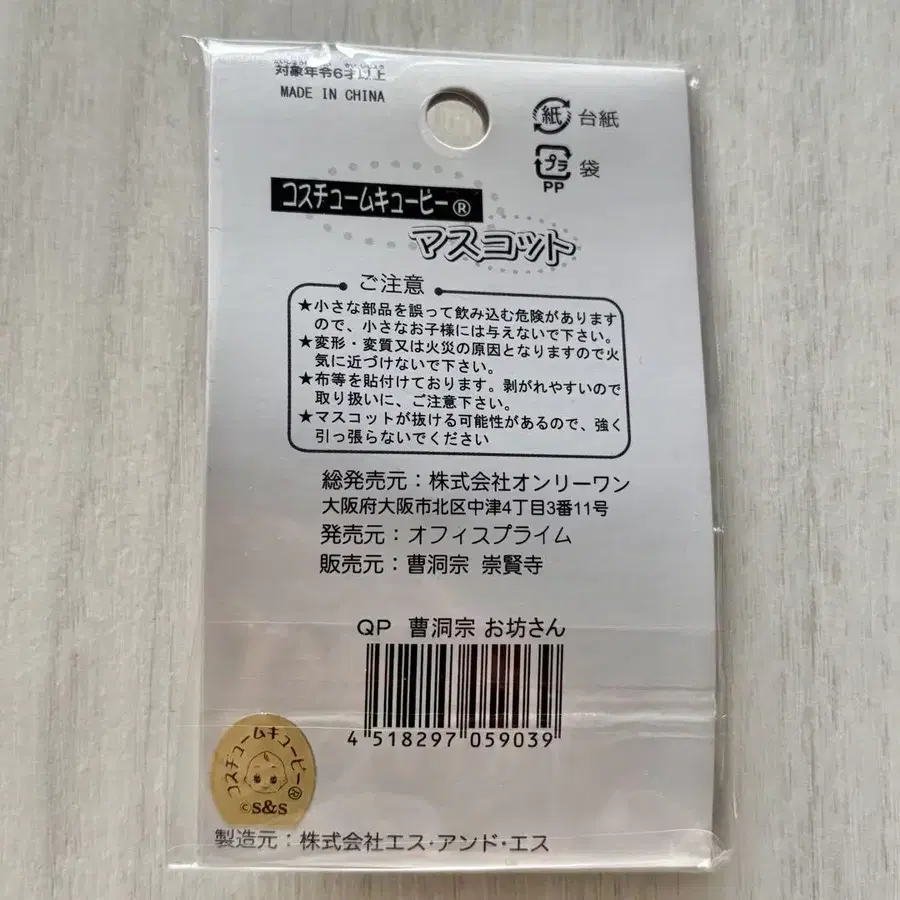 対象年令6才以上
MADE IN CHINA
紙 台紙
プラ 袋
PP
コスチュームキューピー®
マスコット
ご注意
★小さな部品を誤って飲み込む危険があります
ので、小さなお子様には与えないで下さい。
★変形・変質又は火災の原因となりますので火
気に近づけないで下さい。
★布等を貼付けております。剥がれやすいので
取り扱いに、ご注意下さい。
★マスコットが抜ける可能性があるので、強く
引っ張らないでください
総発売元：株式会社オンリーワン
大阪府大阪市北区中津4丁目3番11号
発売元：オフィスプライム
販売元：曹洞宗 崇賢寺
QP 曹洞宗 お坊さん
4 518297 059039
コスチュームキューピー®
©S&S
製造元：株式会社エス・アンド・エス